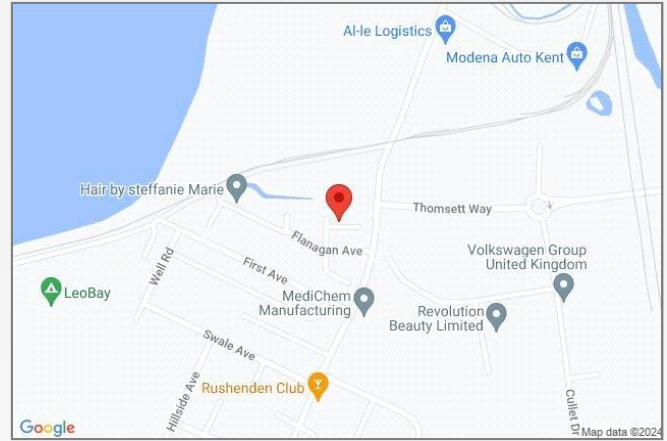 Al-le Logistics
Modena Auto Kent
Hair by steffanie Marie
Thomsett Way
Flanagan Ave
Well Rd
First Ave
Volkswagen Group
United Kingdom
LeoBay
MediChem
Manufacturing
Revolution
Beauty Limited
Swale Ave
Rushenden Club
Hillside Ave
Cullet Dr
Google
Map data ©2024